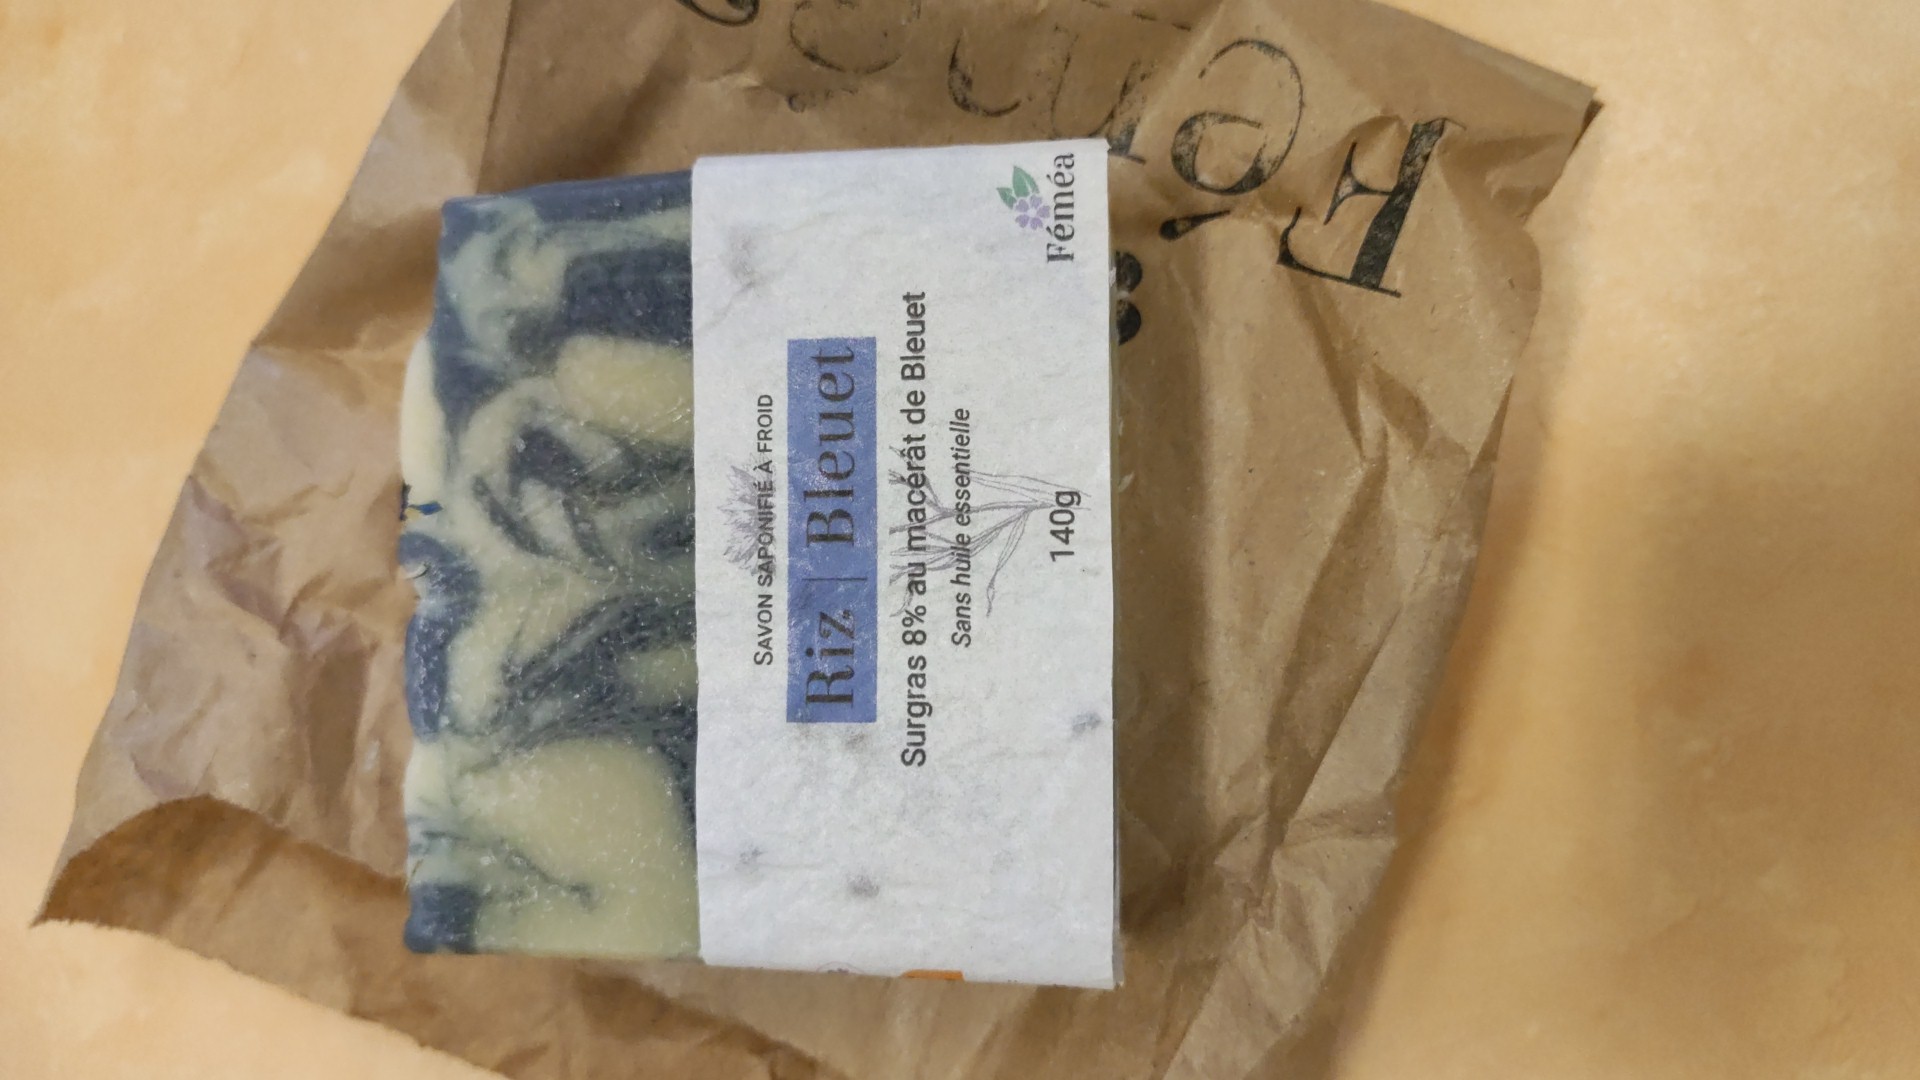 Féméa
SAVON SAPONIFIÉ À FROID
Riz | Bleuet
Surgras 8% au macérât de Bleuet
Sans huile essentielle
140g